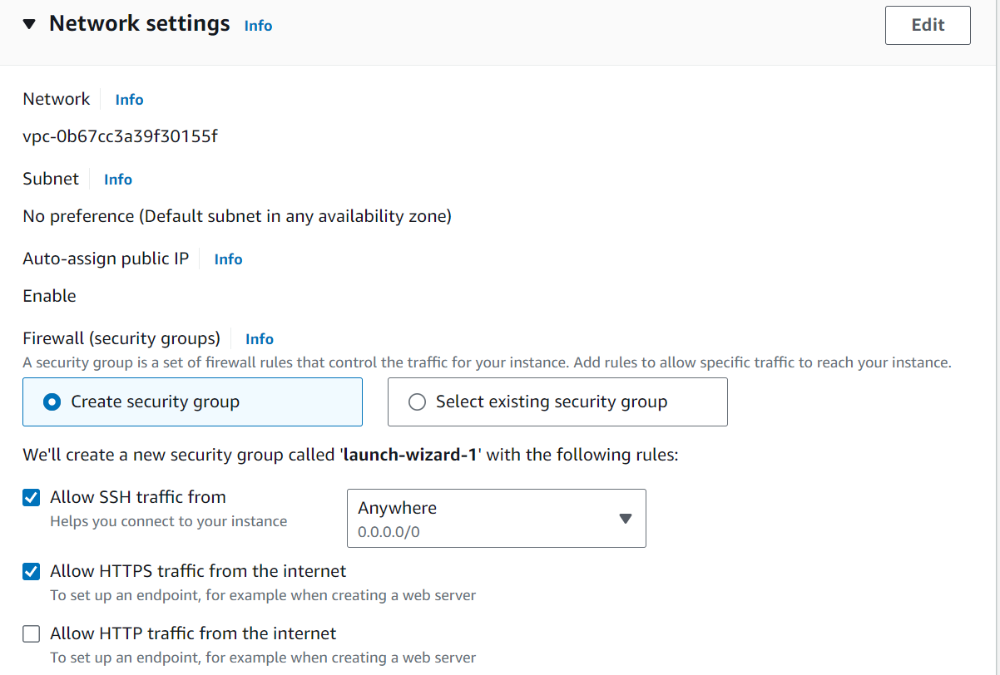 Network settings Info
Edit
Network Info
vpc-0b67cc3a39f30155f
Subnet Info
No preference (Default subnet in any availability zone)
Auto-assign public IP Info
Enable
Firewall (security groups) Info
A security group is a set of firewall rules that control the traffic for your instance. Add rules to allow specific traffic to reach your instance.
Create security group
Select existing security group
We'll create a new security group called 'launch-wizard-1' with the following rules:
Allow SSH traffic from
Helps you connect to your instance
Anywhere
0.0.0.0/0
Allow HTTPS traffic from the internet
To set up an endpoint, for example when creating a web server
Allow HTTP traffic from the internet
To set up an endpoint, for example when creating a web server